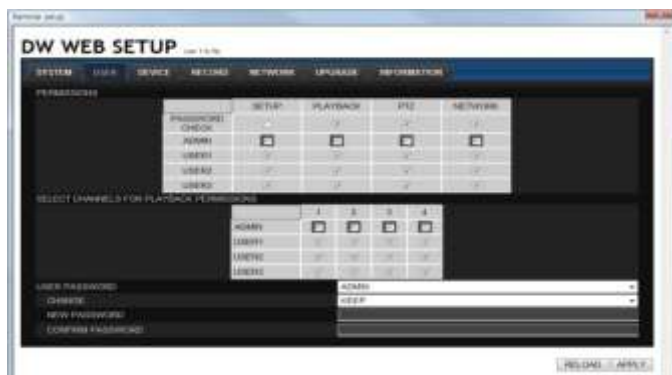 Remote setup
DW WEB SETUP
SYSTEM USER DEVICE RECORD NETWORK UPGRADE INFORMATION
PERMISSIONS
SETUP PLAYBACK PTZ NETWORK
PASSWORD CHECK
ADMIN
USER1
USER2
USER3
SELECT CHANNELS FOR PLAYBACK PERMISSIONS
1 2 3 4
ADMIN
USER1
USER2
USER3
USER PASSWORD ADMIN
CHANGE KEEP
NEW PASSWORD
CONFIRM PASSWORD
RELOAD APPLY